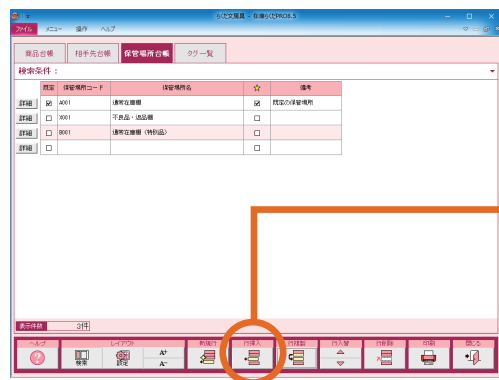 らくだ文具 - 在庫らくだPRO8.5
ファイル メニュー 操作 ヘルプ
商品台帳 相手先台帳 保管場所台帳 タグ一覧
検索条件：
既定 保管場所コード 保管場所名 ☆ 備考
詳細 A001 通常在庫棚 既定の保管場所
詳細 X001 不良品・返品棚
詳細 B001 通常在庫棚（特別品）
詳細
表示件数 3件
ヘルプ レイアウト 新規行 行挿入 行複製 行入替 行削除 印刷 閉じる
検索 設定 A+
A-